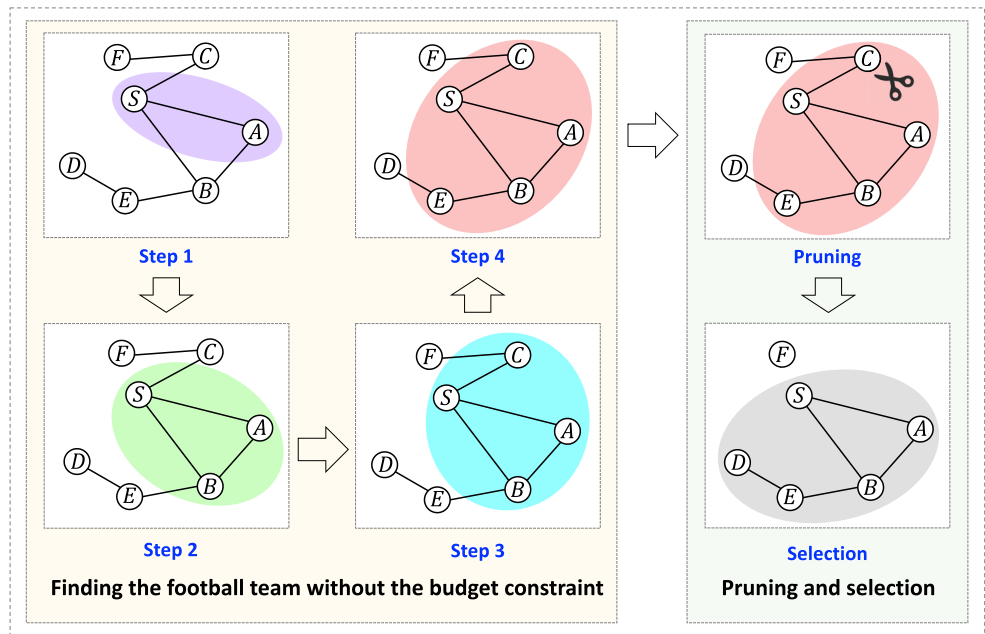 F
C
S
A
D
E
B
Step 1
F
C
S
A
D
E
B
Step 2
F
C
S
A
D
E
B
Step 3
F
C
S
A
D
E
B
Step 4
Finding the football team without the budget constraint
F
C
S
A
D
E
B
Pruning
F
S
A
D
E
B
Selection
Pruning and selection